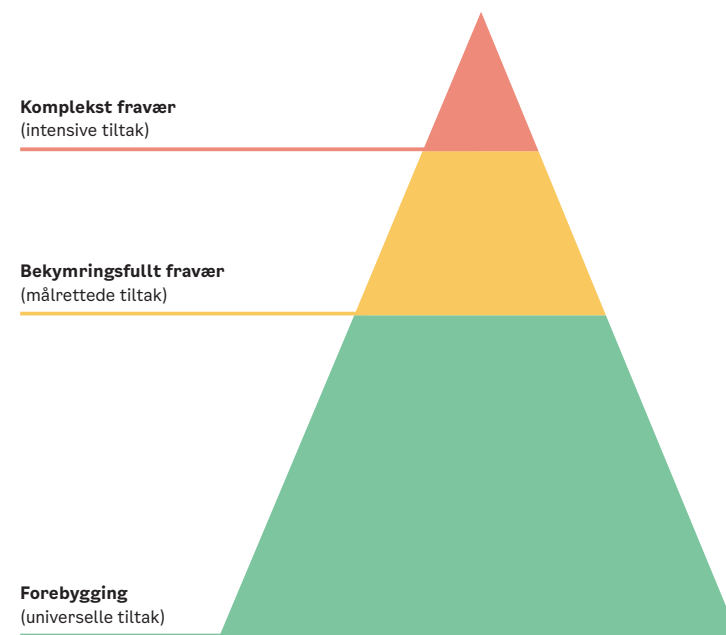 Komplekst fravær
(intensive tiltak)
Bekymringsfullt fravær
(målrettede tiltak)
Forebygging
(universelle tiltak)